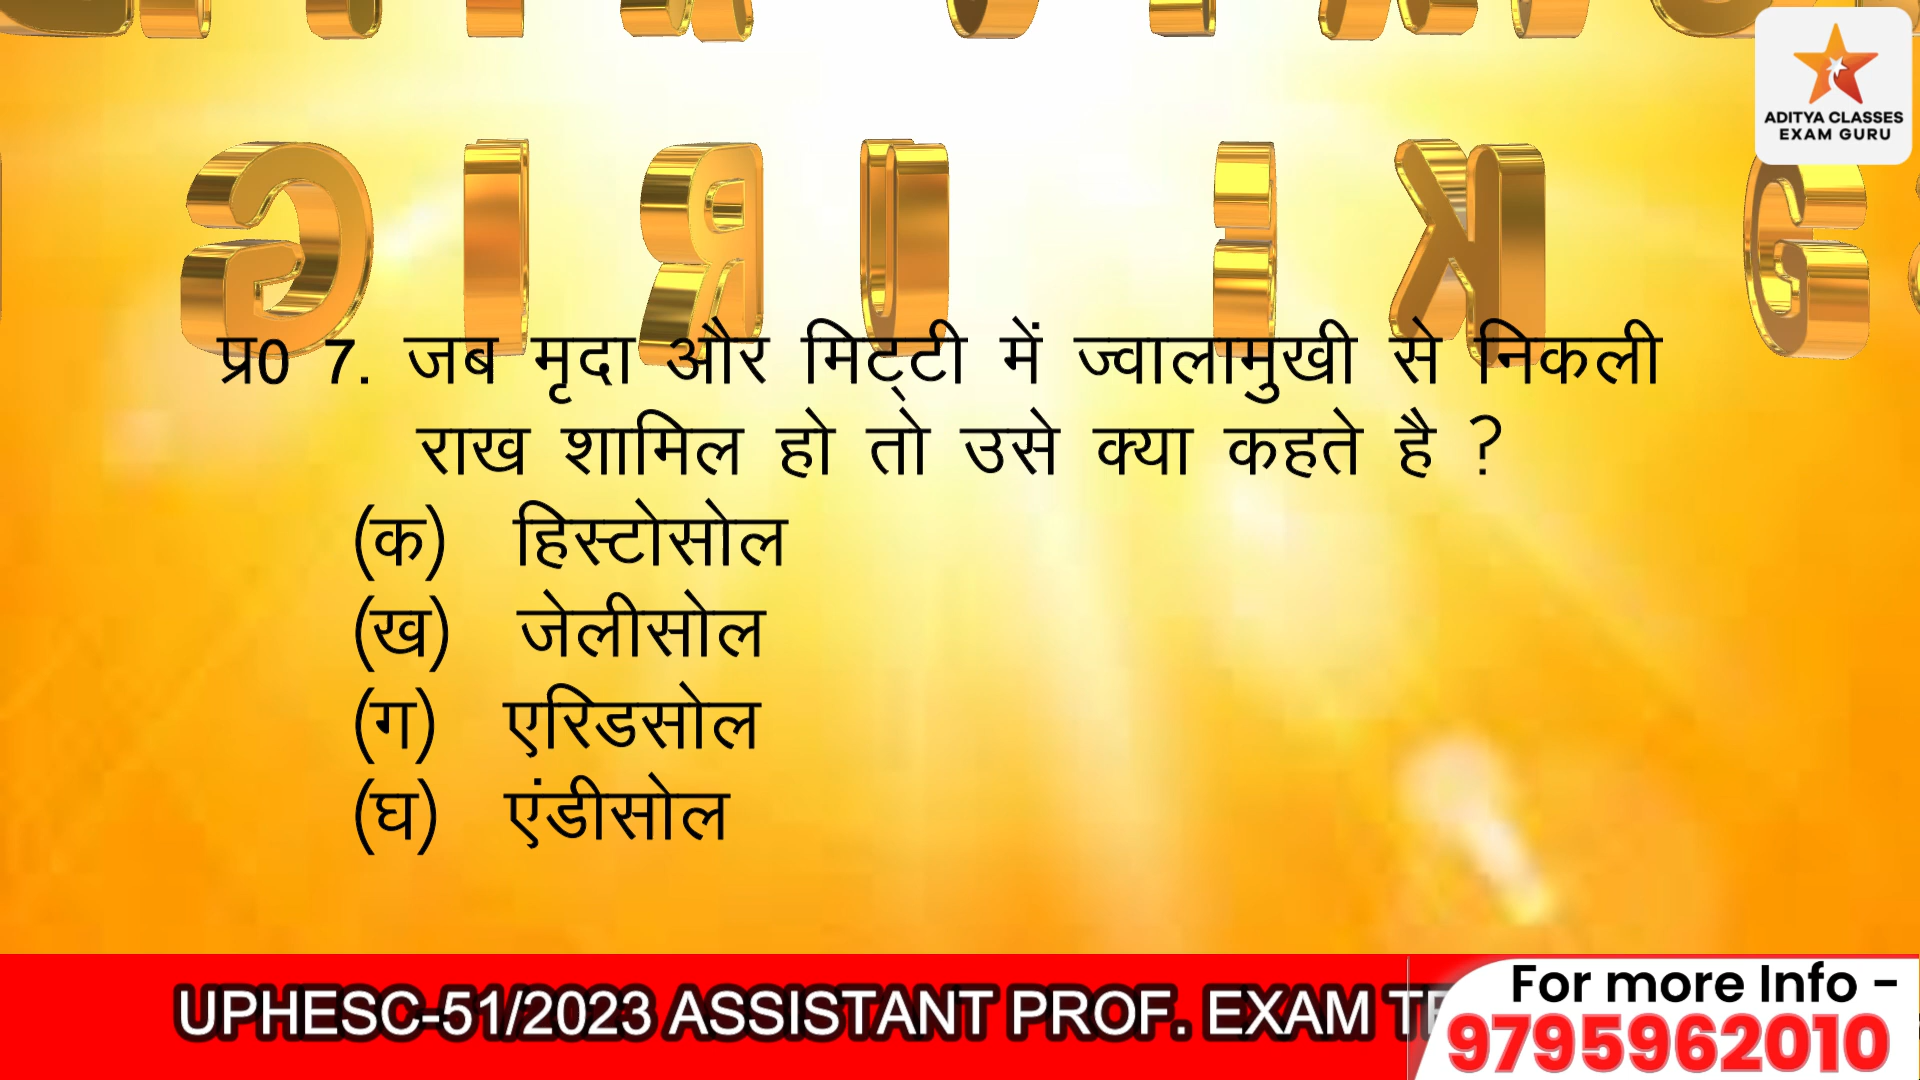 ADITYA CLASSES
EXAM GURU
प्र0 7. जब मृदा और मिट्टी में ज्वालामुखी से निकली
राख शामिल हो तो उसे क्या कहते है ?
(क) हिस्टोसोल
(ख) जेलीसोल
(ग) एरिडसोल
(घ) एंडीसोल
UPHESC-51/2023 ASSISTANT PROF. EXAM
For more Info -
9795962010